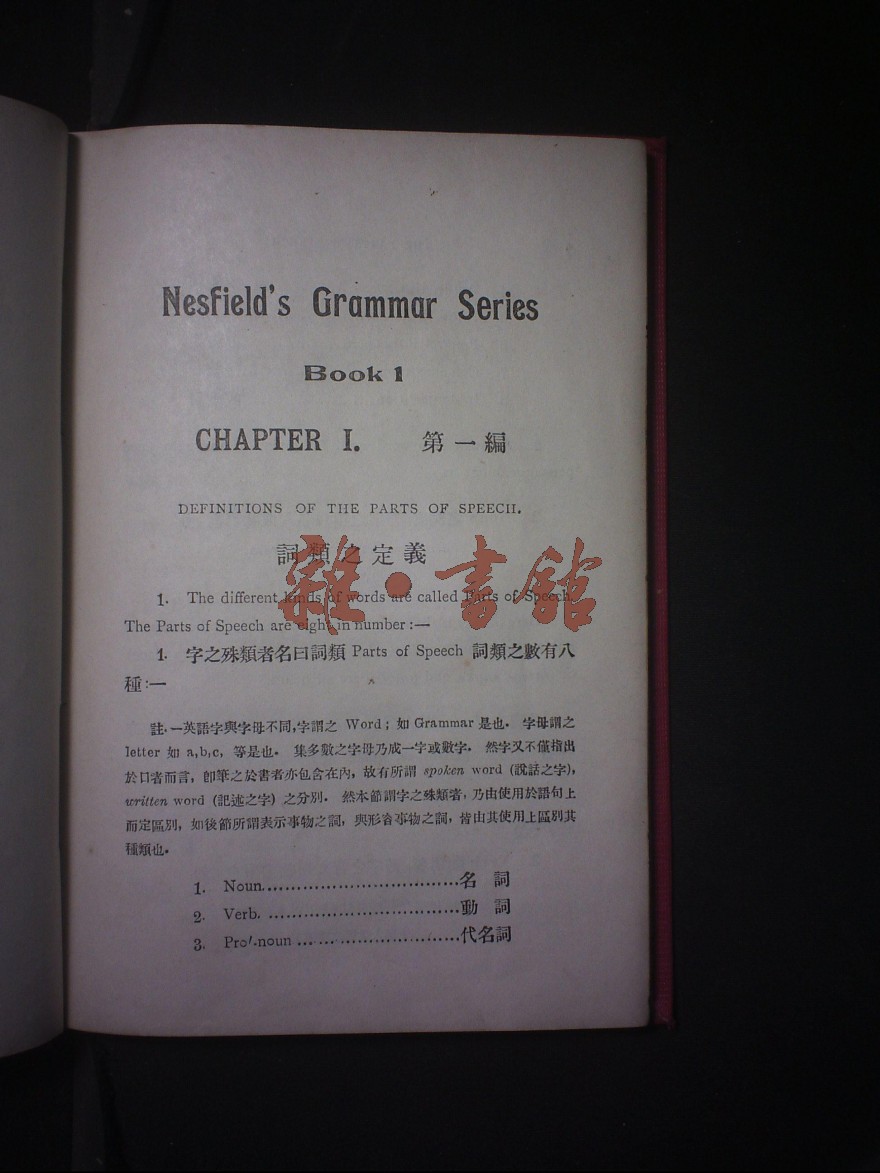 Nesfield's Grammar Series
Book 1
CHAPTER I. 第一編
DEFINITIONS OF THE PARTS OF SPEECH.
詞類之定義
雜·書館
1. The different kinds of words are called Parts of Speech.
The Parts of Speech are eight in number:—
1. 字之殊類者名曰詞類 Parts of Speech 詞類之數有八
種:—
註.—英語字與字母不同,字謂之 Word; 如 Grammar 是也. 字母謂之
letter 如 a,b,c, 等是也. 集多數之字母乃成一字或數字. 然字又不僅指出
於口者而言, 卽筆之於書者亦包含在內, 故有所謂 spoken word (說話之字),
written word (記述之字) 之分別. 然本節謂字之殊類者, 乃由使用於語句上
而定區別, 如後節所謂表示事物之詞, 與形容事物之詞, 皆由其使用上區別其
種類也.
1. Noun..................................名 詞
2. Verb. .................................動 詞
3. Pro'-noun ............................代名詞